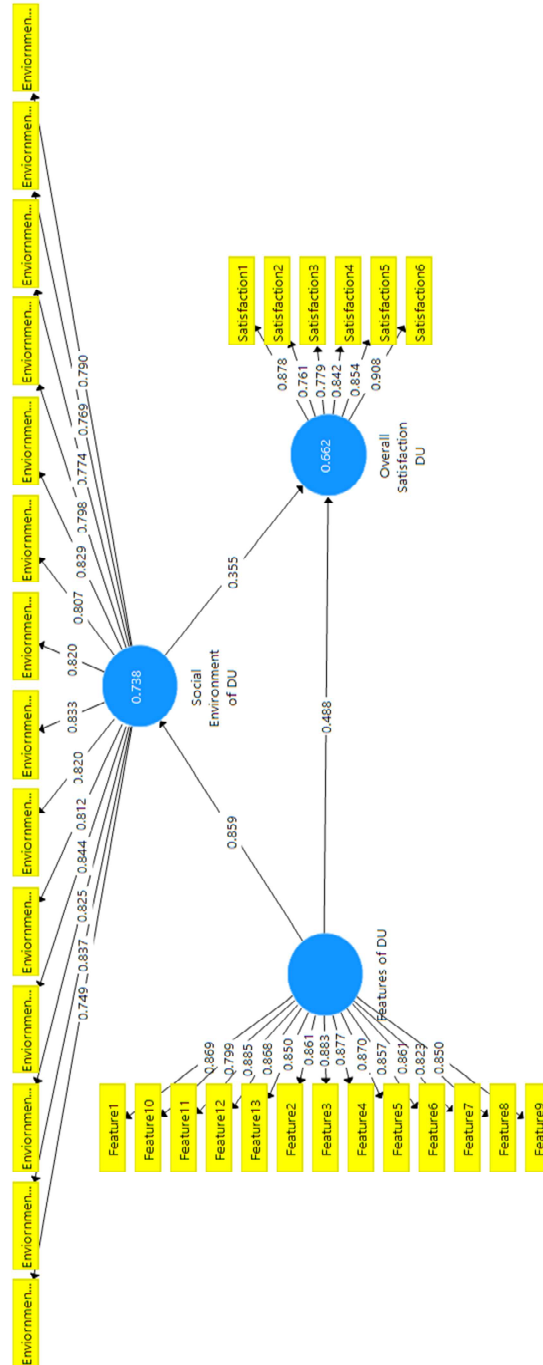 Enviornmen...
Enviornmen...
Enviornmen...
Enviornmen...
Enviornmen...
Enviornmen...
Enviornmen...
Enviornmen...
Enviornmen...
Enviornmen...
Enviornmen...
Enviornmen...
Enviornmen...
Enviornmen...
0.749
0.837
0.825
0.844
0.812
0.820
0.833
0.820
0.807
0.829
0.798
0.774
0.769
0.790
0.738
Social
Environment
of DU
0.859
0.355
0.488
Feature1
Feature10
Feature11
Feature12
Feature13
Feature2
Feature3
Feature4
Feature5
Feature6
Feature7
Feature8
Feature9
0.869
0.799
0.885
0.868
0.850
0.861
0.883
0.877
0.870
0.857
0.861
0.823
0.850
Features of DU
0.662
Overall
Satisfaction
DU
0.878
0.761
0.779
0.842
0.854
0.908
Satisfaction1
Satisfaction2
Satisfaction3
Satisfaction4
Satisfaction5
Satisfaction6